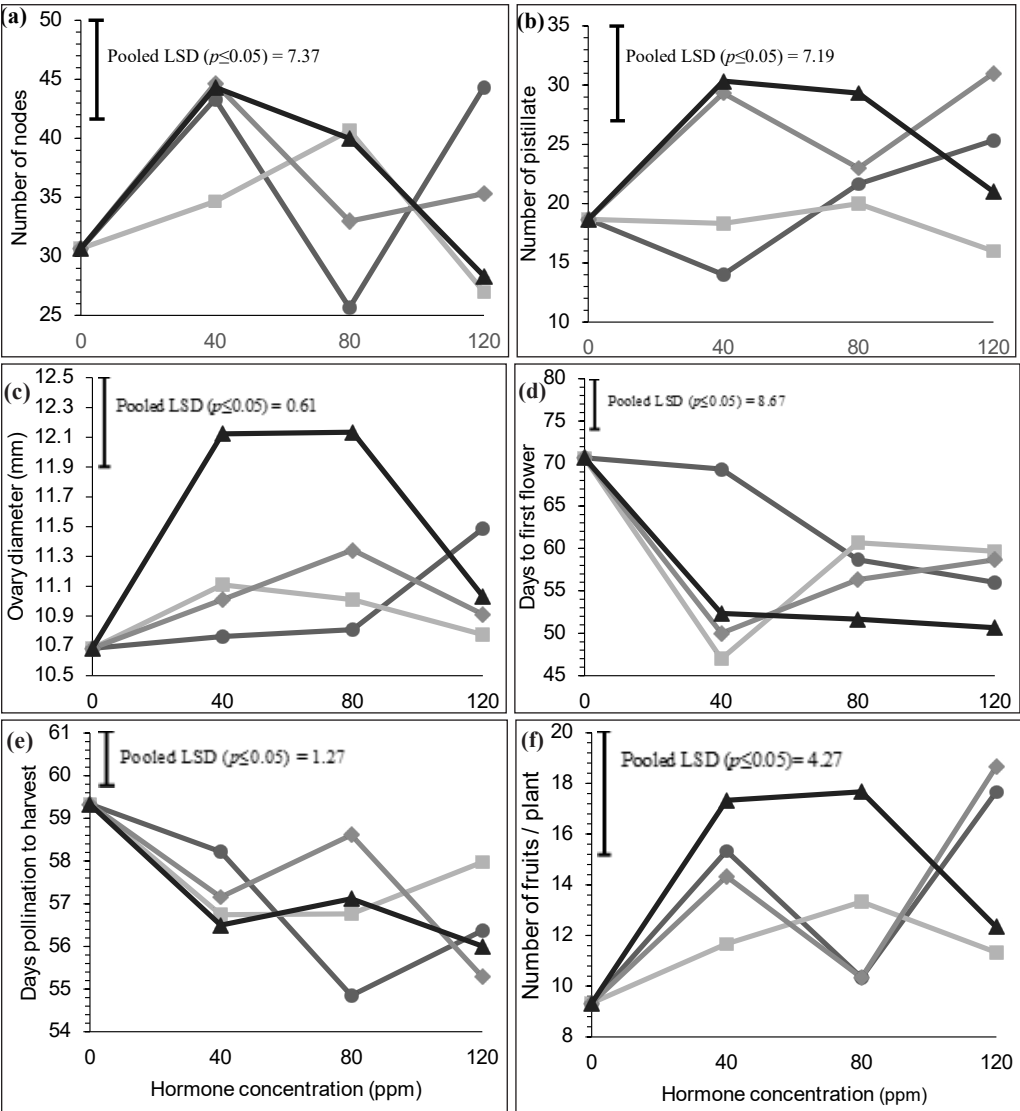 (a)
50
45
40
35
30
25
Number of nodes
Pooled LSD (p≤0.05) = 7.37
0 40 80 120
(b)
35
30
25
20
15
10
Number of pistillate
Pooled LSD (p≤0.05) = 7.19
0 40 80 120
(c)
12.5
12.1
11.9
11.5
11.3
10.9
10.7
10.5
Ovary diameter (mm)
Pooled LSD (p≤0.05) = 0.61
0 40 80 120
(d)
80
70
65
60
55
50
45
Days to first flower
Pooled LSD (p≤0.05) = 8.67
0 40 80 120
(e)
61
60
59
58
57
56
55
54
Days pollination to harvest
Pooled LSD (p≤0.05) = 1.27
0 40 80 120
Hormone concentration (ppm)
(f)
20
18
16
14
12
10
8
Number of fruits / plant
Pooled LSD (p≤0.05)= 4.27
0 40 80 120
Hormone concentration (ppm)